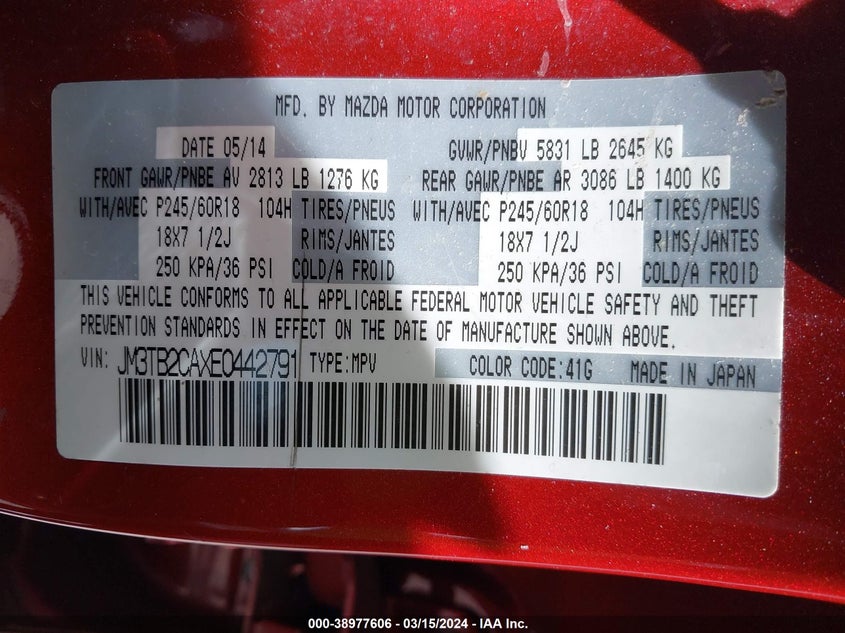 MFD. BY MAZDA MOTOR CORPORATION
DATE 05/14 GVWR/PNBV 5831 LB 2645 KG
FRONT GAWR/PNBE AV 2813 LB 1276 KG REAR GAWR/PNBE AR 3086 LB 1400 KG
WITH/AVEC P245/60R18 104H TIRES/PNEUS WITH/AVEC P245/60R18 104H TIRES/PNEUS
18X7 1/2J RIMS/JANTES 18X7 1/2J RIMS/JANTES
250 KPA/36 PSI COLD/A FROID 250 KPA/36 PSI COLD/A FROID
THIS VEHICLE CONFORMS TO ALL APPLICABLE FEDERAL MOTOR VEHICLE SAFETY AND THEFT
PREVENTION STANDARDS IN EFFECT ON THE DATE OF MANUFACTURE SHOWN ABOVE.
VIN: JM3TB2CAXE0442791 TYPE:MPV COLOR CODE:41G MADE IN JAPAN
000-38977606 - 03/15/2024 - IAA Inc.